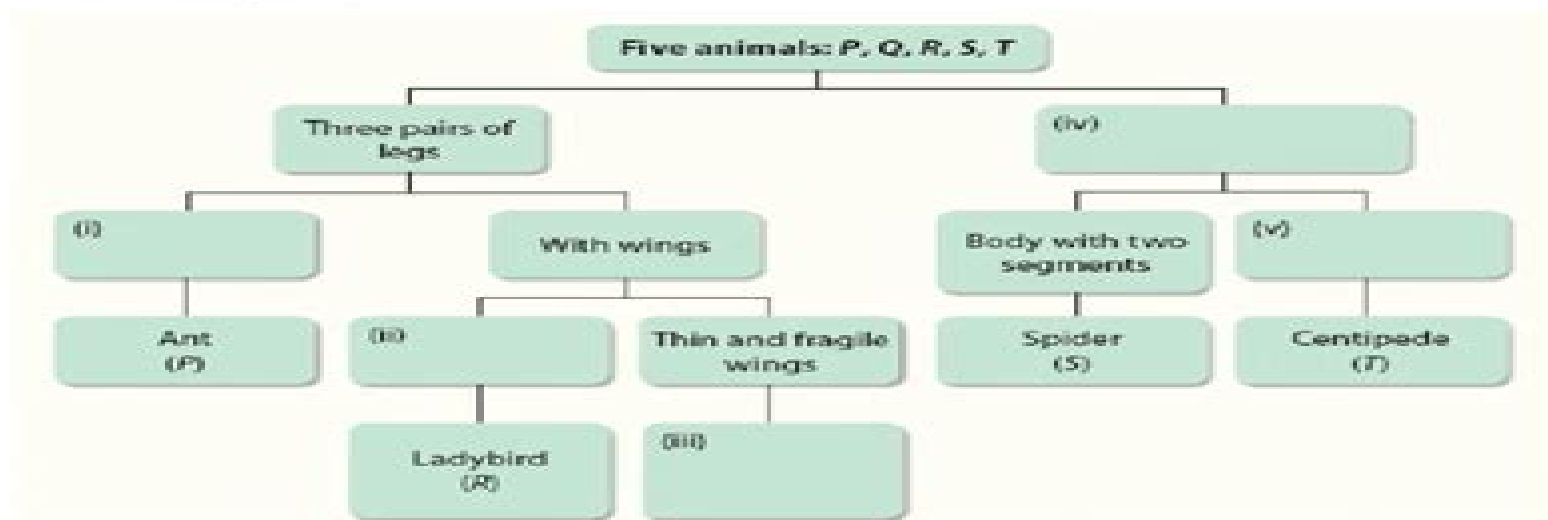 Five animals: P, Q, R, S, T
Three pairs of
legs
(iv)
(i)
With wings
Body with two
segments
(v)
Ant
(P)
(ii)
Thin and fragile
wings
Spider
(S)
Centipede
(T)
Ladybird
(R)
(iii)